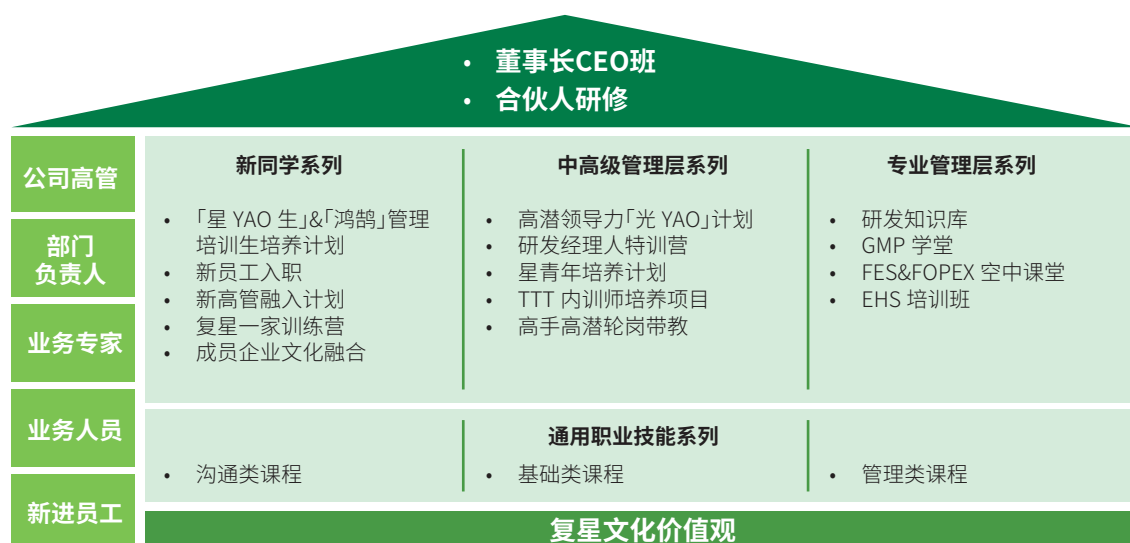 • 董事长CEO班
• 合伙人研修
公司高管
部门
负责人
业务专家
业务人员
新进员工
新同学系列
• 「星 YAO 生」&「鸿鹄」管理
培训生培养计划
• 新员工入职
• 新高管融入计划
• 复星一家训练营
• 成员企业文化融合
中高级管理层系列
• 高潜领导力「光 YAO」计划
• 研发经理人特训营
• 星青年培养计划
• TTT 内训师培养项目
• 高手高潜轮岗带教
专业管理层系列
• 研发知识库
• GMP 学堂
• FES&FOPEX 空中课堂
• EHS 培训班
通用职业技能系列
• 沟通类课程
• 基础类课程
• 管理类课程
复星文化价值观